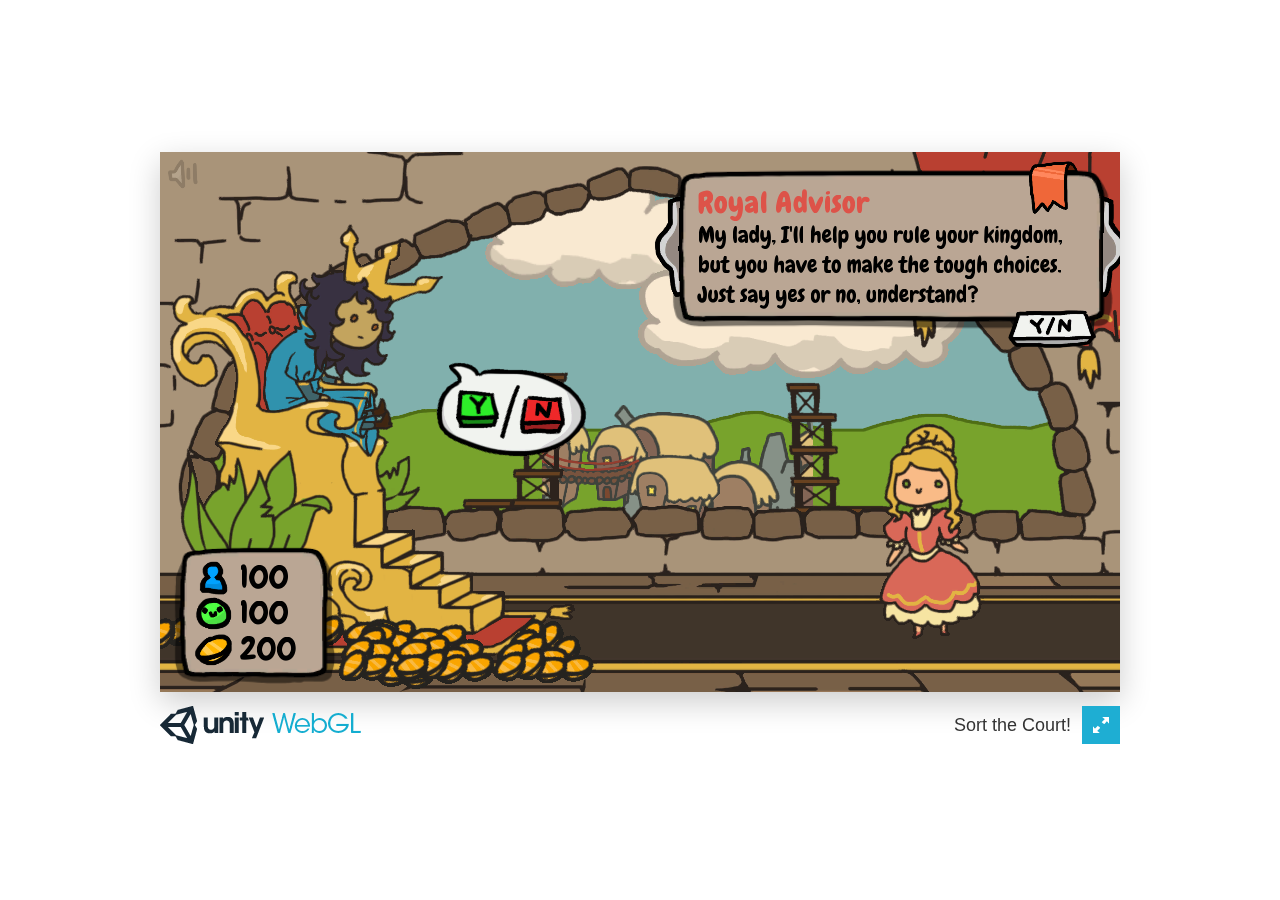 Royal Advisor
My lady, I'll help you rule your kingdom,
but you have to make the tough choices.
Just say yes or no, understand?
Y/N
Y/N
100
100
200
unity WebGL
Sort the Court!